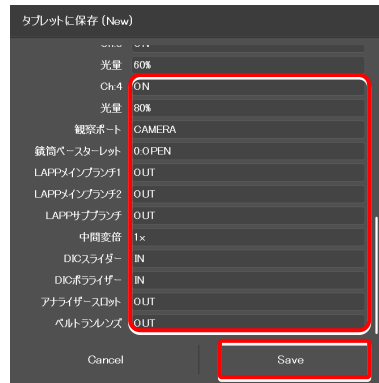 タブレットに保存 (New)
光量 60%
Ch:4 ON
光量 80%
観察ポート CAMERA
鏡筒ベースターレット 0:OPEN
LAPPメインブランチ1 OUT
LAPPメインブランチ2 OUT
LAPPサブブランチ OUT
中間変倍 1×
DICスライダー IN
DICポラライザー IN
アナライザースロット OUT
ベルトランレンズ OUT
Cancel Save